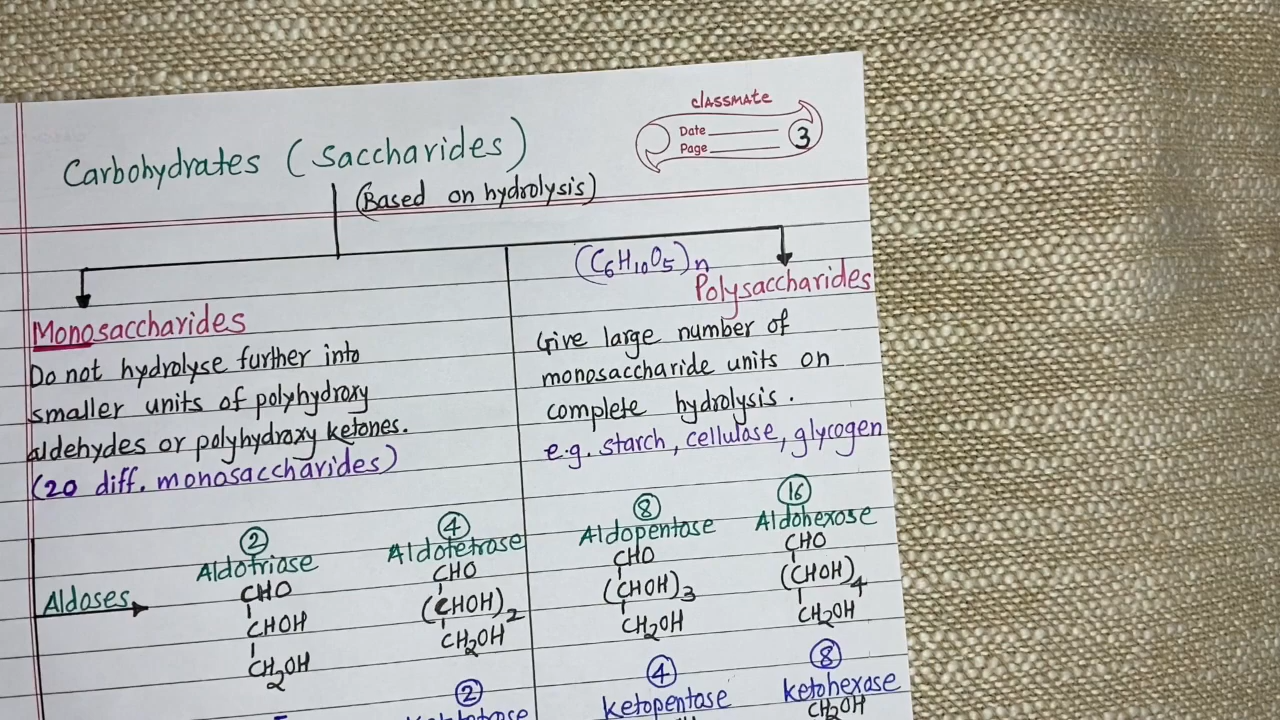 classmate
Date
Page
3
Carbohydrates (Saccharides)
(Based on hydrolysis)
Monosaccharides
Do not hydrolyse further into
smaller units of polyhydroxy
aldehydes or polyhydroxy ketones.
(20 diff. monosaccharides)
(C6H10O5)n
Polysaccharides
Give large number of
monosaccharide units on
complete hydrolysis.
e.g. starch, cellulose, glycogen
Aldoses
2
Aldotriose
CHO
CHOH
CH2OH
4
Aldotetrose
CHO
(CHOH)2
CH2OH
8
Aldopentose
CHO
(CHOH)3
CH2OH
16
Aldohexose
CHO
(CHOH)4
CH2OH
2
4
Ketopentose
8
Ketohexose
CH2OH